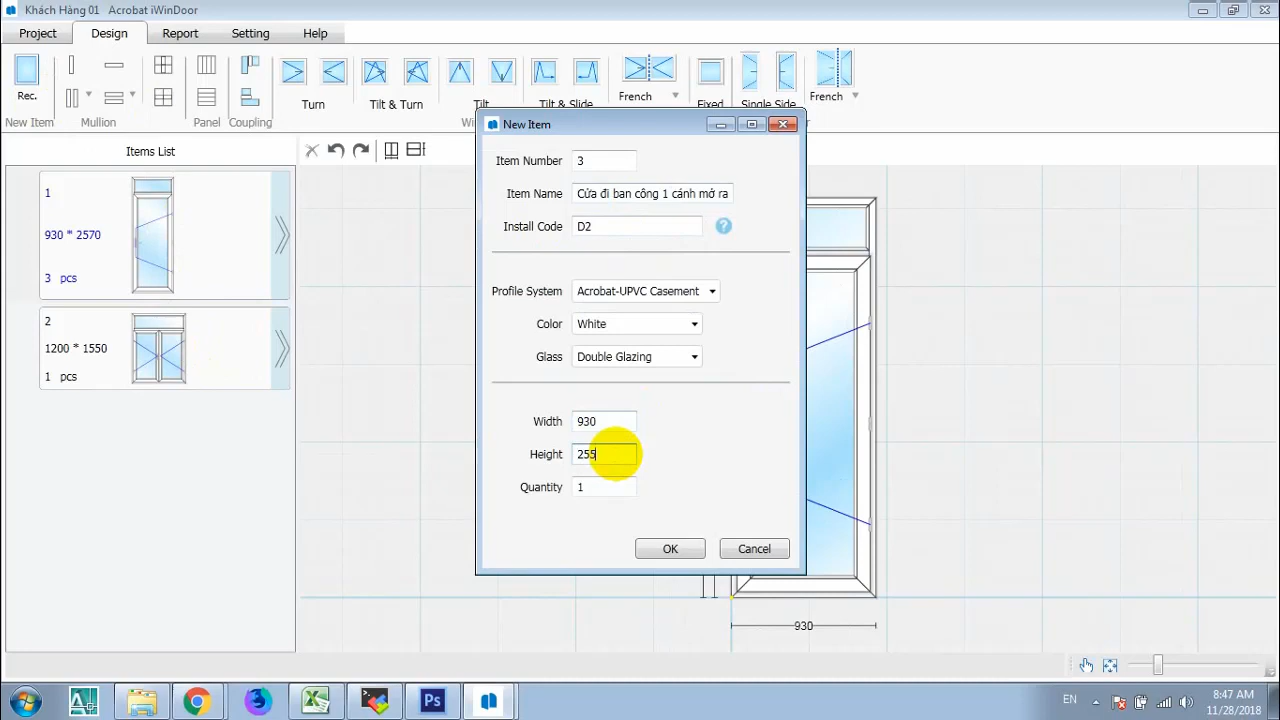 Khách Hàng 01 Acrobat iWinDoor
Project Design Report Setting Help
Rec. Turn Tilt & Turn Tilt Tilt & Slide French Fixed Single Side French
New Item Mullion Panel Coupling
Items List
1
930 * 2570
3 pcs
2
1200 * 1550
1 pcs
New Item
Item Number 3
Item Name Cửa đi ban công 1 cánh mở ra
Install Code D2 ?
Profile System Acrobat-UPVC Casement
Color White
Glass Double Glazing
Width 930
Height 255
Quantity 1
OK Cancel
930
Ps
EN
8:47 AM
11/28/2018